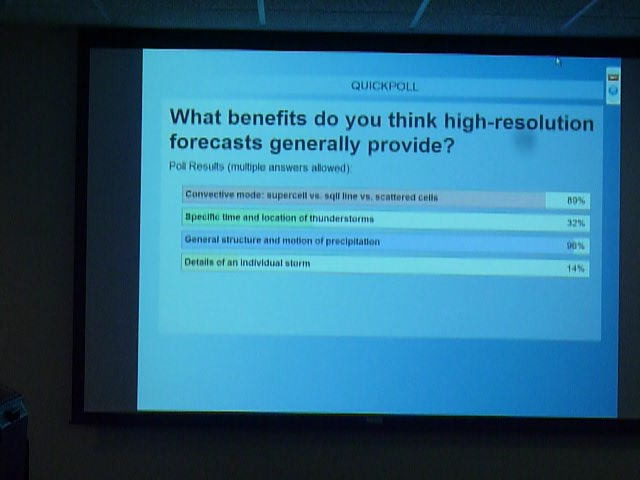 QUICKPOLL
What benefits do you think high-resolution
forecasts generally provide?
Poll Results (multiple answers allowed):
Convective mode: supercell vs. sqll line vs. scattered cells 89%
Specific time and location of thunderstorms 32%
General structure and motion of precipitation 96%
Details of an individual storm 14%